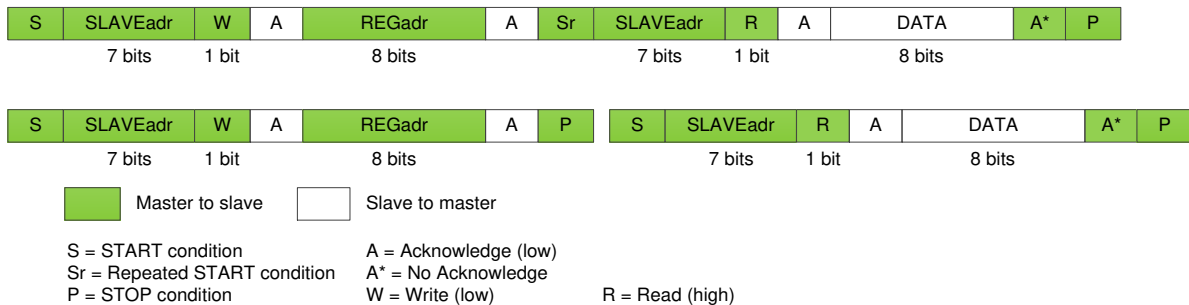 S SLAVEadr W A REGadr A Sr SLAVEadr R A DATA A* P
7 bits 1 bit 8 bits 7 bits 1 bit 8 bits
S SLAVEadr W A REGadr A P S SLAVEadr R A DATA A* P
7 bits 1 bit 8 bits 7 bits 1 bit 8 bits
Master to slave Slave to master
S = START condition A = Acknowledge (low)
Sr = Repeated START condition A* = No Acknowledge
P = STOP condition W = Write (low) R = Read (high)